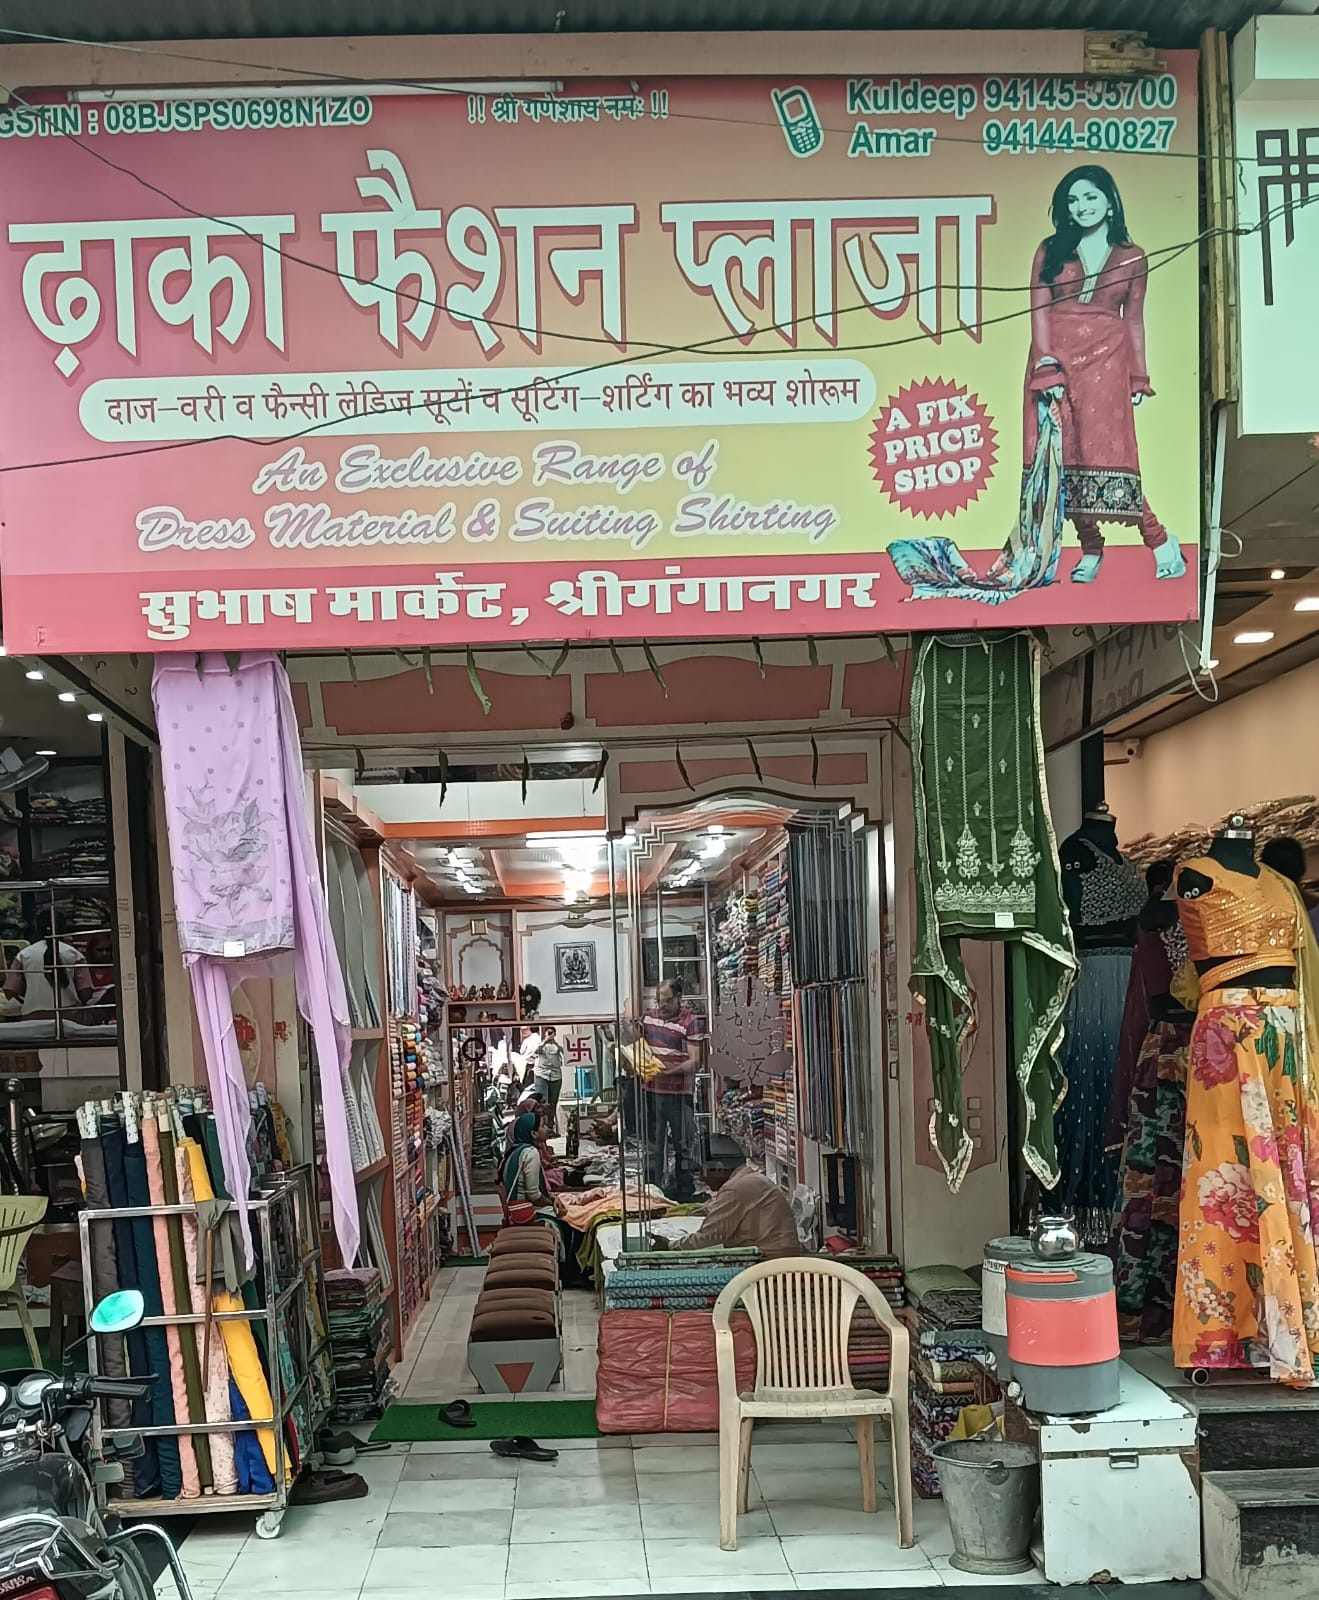 GSTIN : 08BJSPS0698N1ZO
!! श्री गणेशाय नमः !!
Kuldeep 94145-35700
Amar 94144-80827
ढ़ाका फैशन प्लाजा
दाज-वरी व फैन्सी लेडिज सूटों व सूटिंग-शर्टिंग का भव्य शोरूम
A FIX
PRICE
SHOP
An Exclusive Range of
Dress Material & Suiting Shirting
सुभाष मार्केट, श्रीगंगानगर